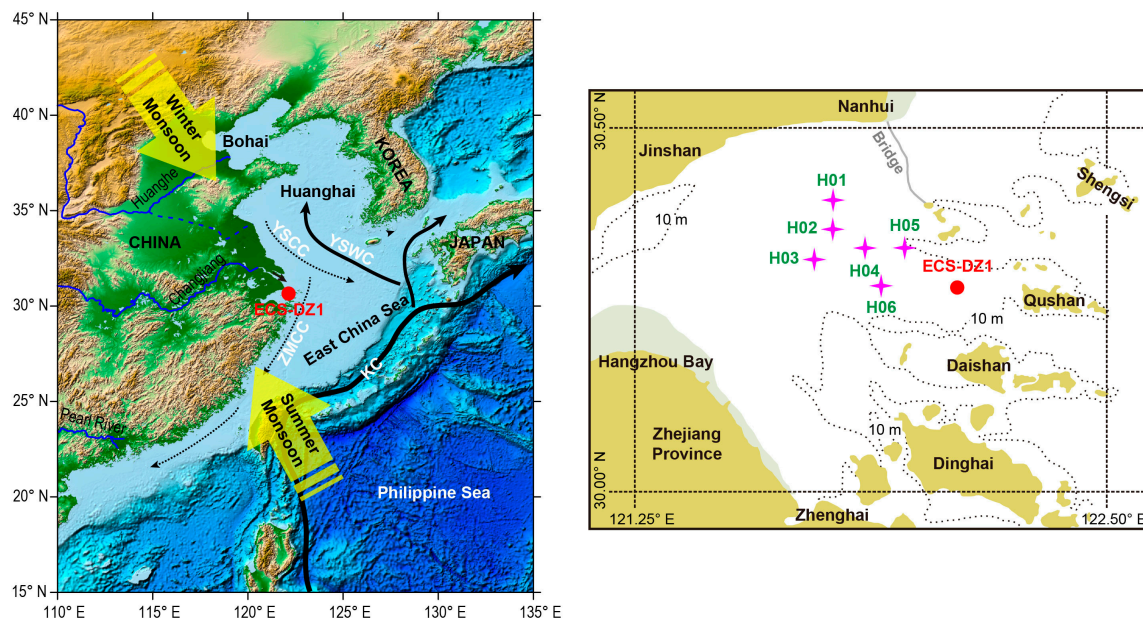 45° N
40° N
35° N
30° N
25° N
20° N
15° N
110° E
115° E
120° E
125° E
130° E
135° E
Winter
Monsoon
Bohai
KOREA
Huanghe
Huanghai
CHINA
YSCC
YSWC
JAPAN
Changjiang
ECS-DZ1
ZMCC
East China Sea
KC
Pearl River
Summer
Monsoon
Philippine Sea
30.50° N
30.00° N
121.25° E
122.50° E
Nanhui
Jinshan
Bridge
Shengsi
10 m
H01
H02
H03
H04
H05
H06
ECS-DZ1
Qushan
10 m
Hangzhou Bay
Daishan
10 m
Zhejiang
Province
Dinghai
Zhenghai